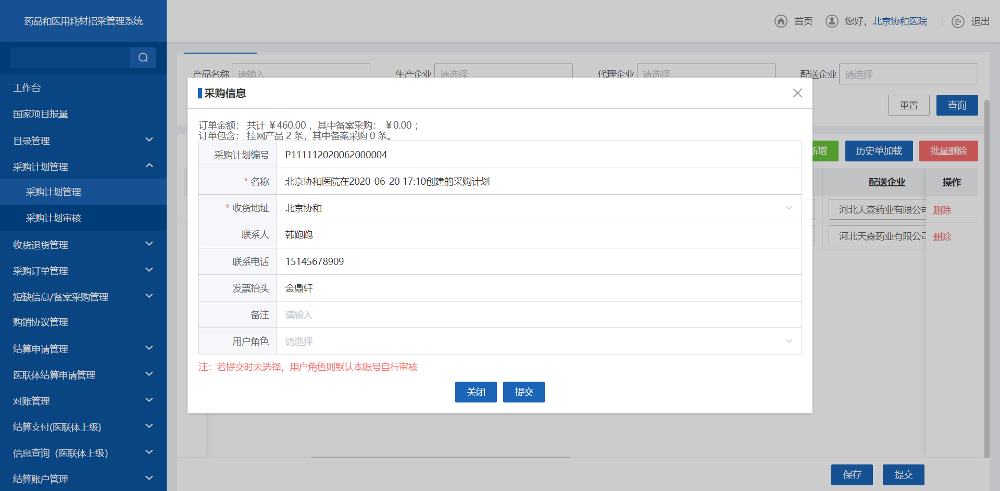 药品和医用耗材招采管理系统
首页
您好，北京协和医院
退出
工作台
国家项目报量
目录管理
采购计划管理
采购计划管理
采购计划审核
收货退货管理
采购订单管理
短缺信息/备案采购管理
购销协议管理
结算申请管理
医联体结算申请管理
对账管理
结算支付(医联体上级)
信息查询（医联体上级）
结算账户管理
产品名称 请输入
生产企业 请选择
代理企业 请选择
配送企业 请选择
重置
查询
新增
历史单加载
批量删除
配送企业
操作
河北天森药业有限公司
删除
河北天森药业有限公司
删除
采购信息
订单金额： 共计 ¥460.00， 其中备案采购： ¥0.00；
订单包含： 挂网产品 2 条，其中备案采购 0 条。
采购计划编号 P111112020062000004
* 名称 北京协和医院在2020-06-20 17:10创建的采购计划
* 收货地址 北京协和
联系人 韩跑跑
联系电话 15145678909
发票抬头 金鼎轩
备注 请输入
用户角色 请选择
注：若提交时未选择，用户角色则默认本账号自行审核
关闭
提交
保存
提交